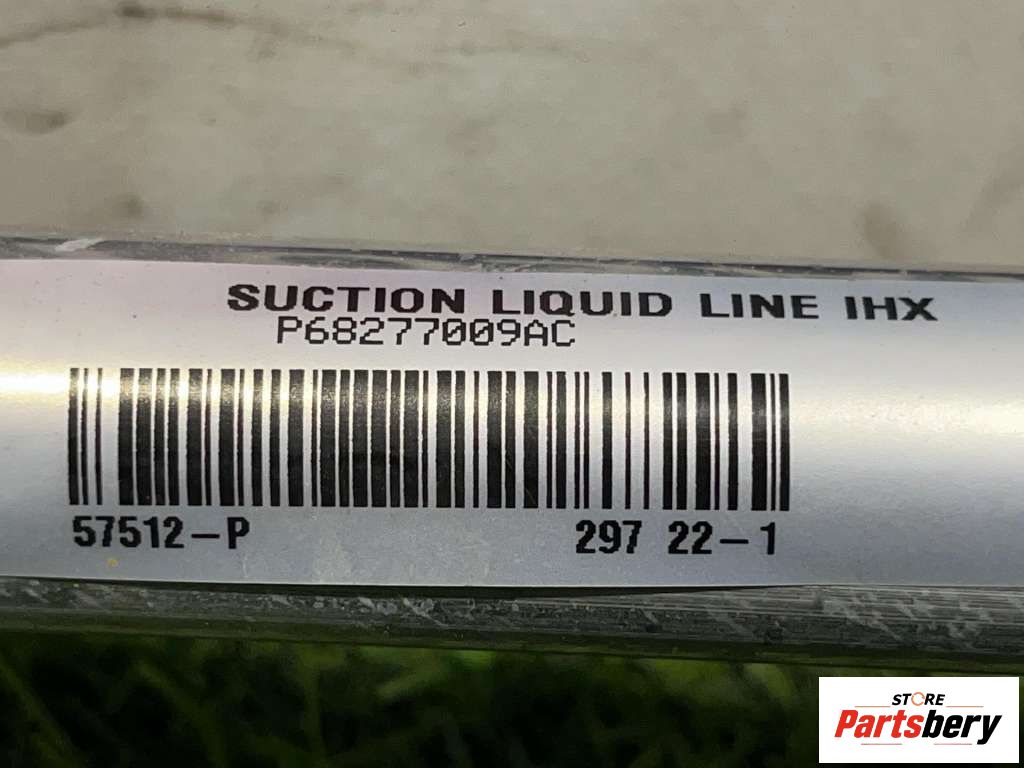 SUCTION LIQUID LINE IHX
P68277009AC
57512-P 297 22-1
STORE
Partsbery